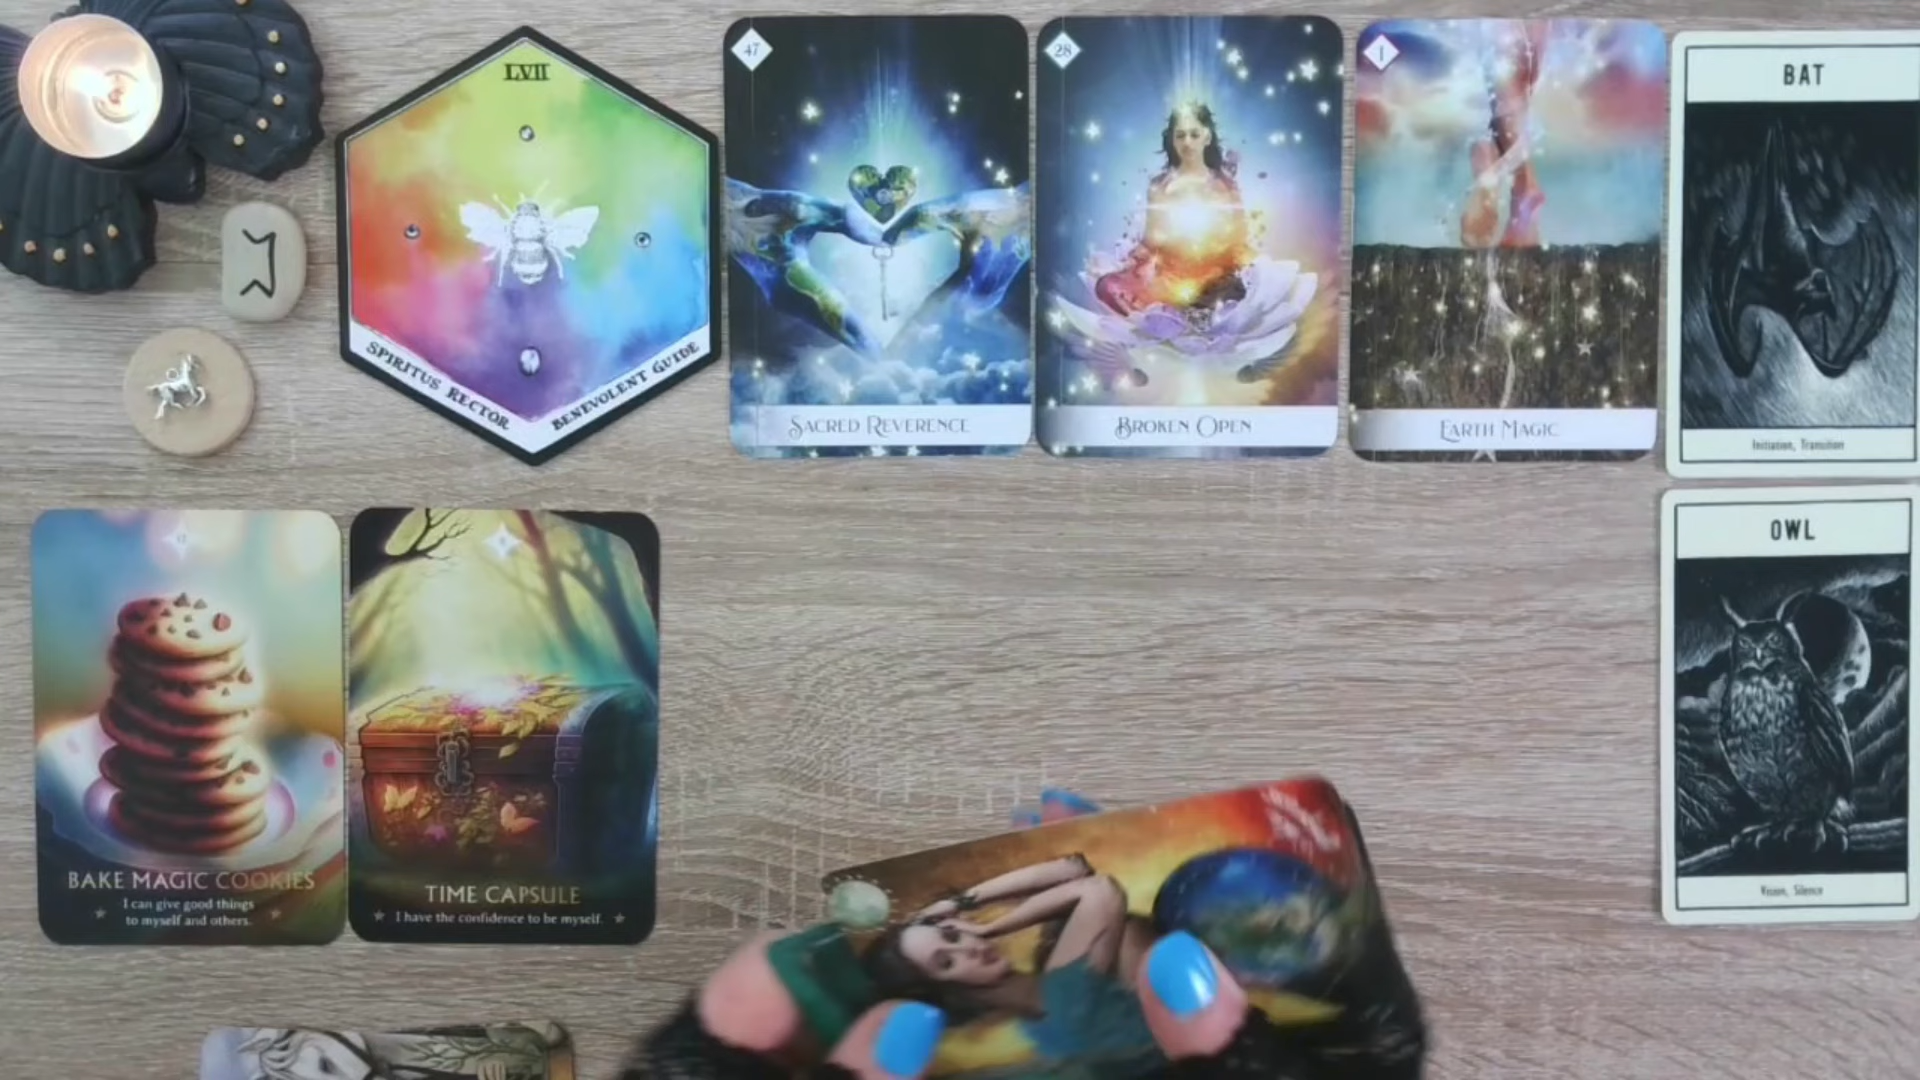 LVII
SPIRITUS RECTOR
BENEVOLENT GUIDE
47
SACRED REVERENCE
28
BROKEN OPEN
1
EARTH MAGIC
BAT
Initiation, Transition
BAKE MAGIC COOKIES
I can give good things
to myself and others.
TIME CAPSULE
I have the confidence to be myself.
OWL
Vision, Silence